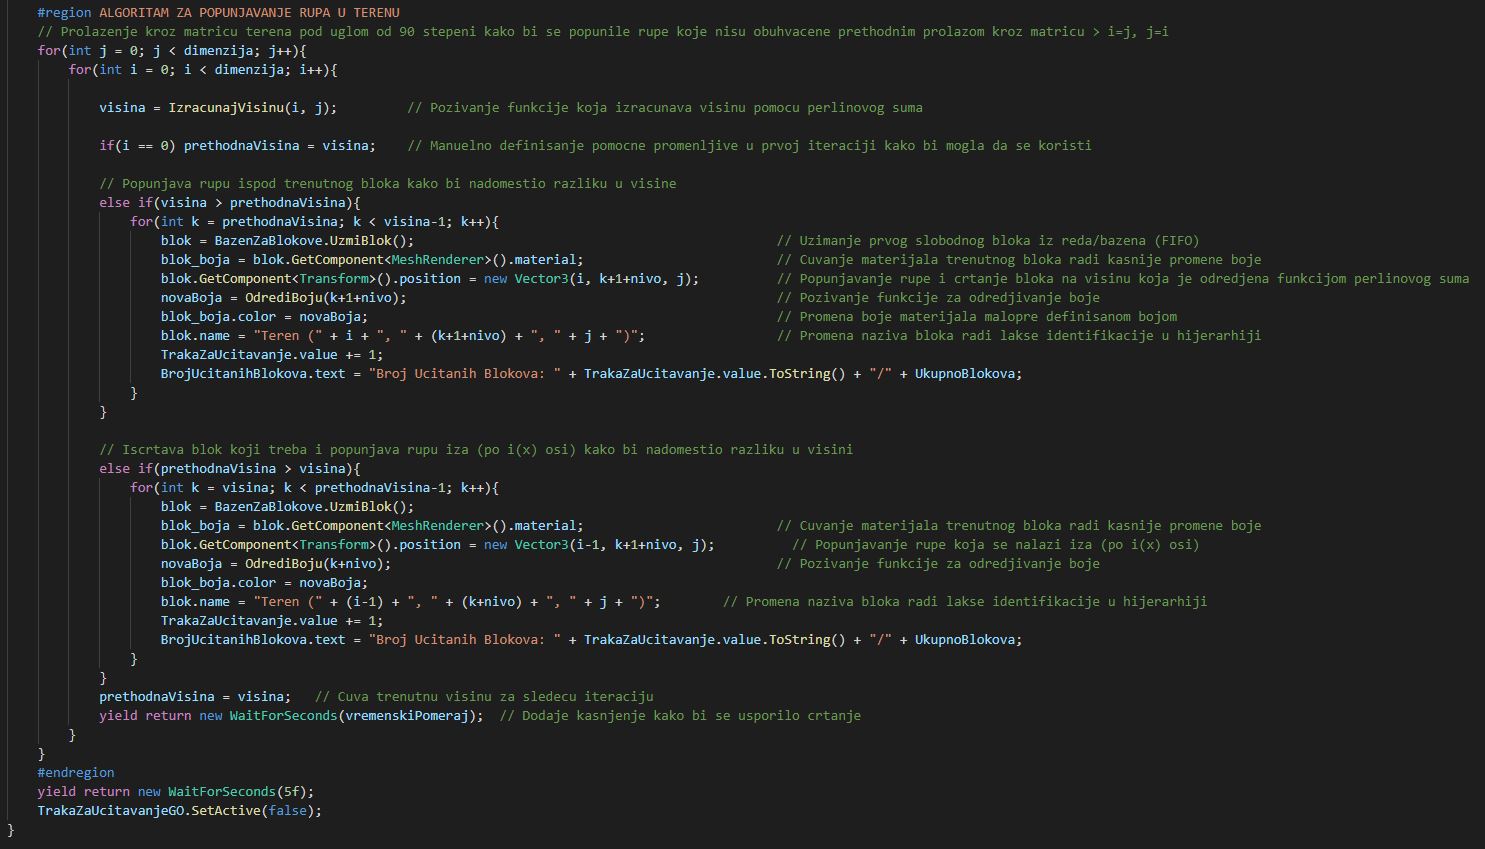 #region ALGORITAM ZA POPUNJAVANJE RUPA U TERENU
// Prolazenje kroz matricu terena pod uglom od 90 stepeni kako bi se popunile rupe koje nisu obuhvacene prethodnim prolazom kroz matricu > i=j, j=i
for(int j = 0; j < dimenzija; j++){
for(int i = 0; i < dimenzija; i++){
visina = IzracunajVisinu(i, j); // Pozivanje funkcije koja izracunava visinu pomocu perlinovog suma
if(i == 0) prethodnaVisina = visina; // Manuelno definisanje pomocne promenljive u prvoj iteraciji kako bi mogla da se koristi
// Popunjava rupu ispod trenutnog bloka kako bi nadomestio razliku u visine
else if(visina > prethodnaVisina){
for(int k = prethodnaVisina; k < visina-1; k++){
blok = BazenZaBlokove.UzmiBlok(); // Uzimanje prvog slobodnog bloka iz reda/bazena (FIFO)
blok_boja = blok.GetComponent<MeshRenderer>().material; // Cuvanje materijala trenutnog bloka radi kasnije promene boje
blok.GetComponent<Transform>().position = new Vector3(i, k+1+nivo, j); // Popunjavanje rupe i crtanje bloka na visinu koja je odredjena funkcijom perlinovog suma
novaBoja = OdrediBoju(k+1+nivo); // Pozivanje funkcije za odredjivanje boje
blok_boja.color = novaBoja; // Promena boje materijala malopre definisanom bojom
blok.name = "Teren (" + i + ", " + (k+1+nivo) + ", " + j + ")"; // Promena naziva bloka radi lakse identifikacije u hijerarhiji
TrakaZaUcitavanje.value += 1;
BrojUcitanihBlokova.text = "Broj Ucitanih Blokova: " + TrakaZaUcitavanje.value.ToString() + "/" + UkupnoBlokova;
}
}
// Iscrtava blok koji treba i popunjava rupu iza (po i(x) osi) kako bi nadomestio razliku u visini
else if(prethodnaVisina > visina){
for(int k = visina; k < prethodnaVisina-1; k++){
blok = BazenZaBlokove.UzmiBlok();
blok_boja = blok.GetComponent<MeshRenderer>().material; // Cuvanje materijala trenutnog bloka radi kasnije promene boje
blok.GetComponent<Transform>().position = new Vector3(i-1, k+1+nivo, j); // Popunjavanje rupe koja se nalazi iza (po i(x) osi)
novaBoja = OdrediBoju(k+nivo); // Pozivanje funkcije za odredjivanje boje
blok_boja.color = novaBoja;
blok.name = "Teren (" + (i-1) + ", " + (k+nivo) + ", " + j + ")"; // Promena naziva bloka radi lakse identifikacije u hijerarhiji
TrakaZaUcitavanje.value += 1;
BrojUcitanihBlokova.text = "Broj Ucitanih Blokova: " + TrakaZaUcitavanje.value.ToString() + "/" + UkupnoBlokova;
}
}
prethodnaVisina = visina; // Cuva trenutnu visinu za sledecu iteraciju
yield return new WaitForSeconds(vremenskiPomeraj); // Dodaje kasnjenje kako bi se usporilo crtanje
}
}
#endregion
yield return new WaitForSeconds(5f);
TrakaZaUcitavanjeGO.SetActive(false);
}